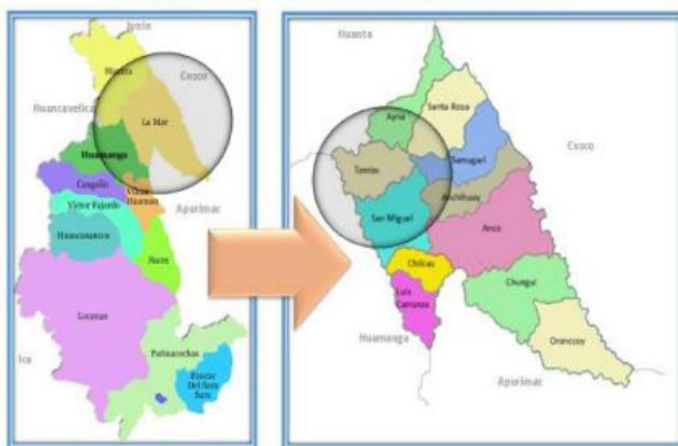 Junín
Huanta
Cusco
Huancavelica
La Mar
Huamanga
Cangallo
Vilcas
Huaman
Apurimac
Victor Fajardo
Huancasancos
Sucre
Lucanas
Ica
Parinacochas
Paucar
Del Sara
Sara
Huanta
Ayna
Santa Rosa
Samugari
Cusco
Tambo
Anchihuay
San Miguel
Anco
Chilcas
Luis
Carranza
Chungui
Huamanga
Oronccoy
Apurimac